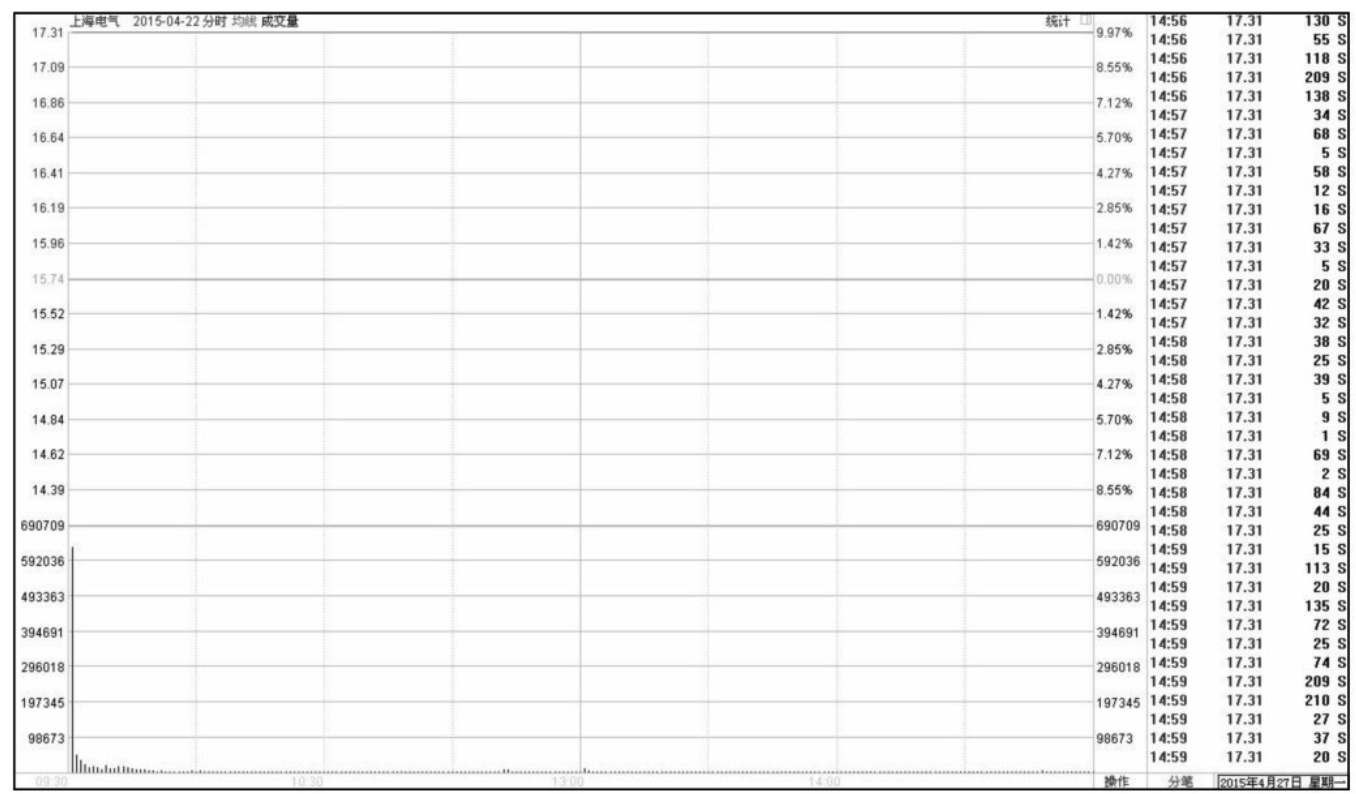 上海电气 2015-04-22 分时 均线 成交量 统计
17.31 9.97%
17.09 8.55%
16.86 7.12%
16.64 5.70%
16.41 4.27%
16.19 2.85%
15.96 1.42%
15.74 0.00%
15.52 1.42%
15.29 2.85%
15.07 4.27%
14.84 5.70%
14.62 7.12%
14.39 8.55%
690709 690709
592036 592036
493363 493363
394691 394691
296018 296018
197345 197345
98673 98673
09:30 10:30 13:00 14:00 操作
14:56 17.31 130 S
14:56 17.31 55 S
14:56 17.31 118 S
14:56 17.31 209 S
14:56 17.31 138 S
14:57 17.31 34 S
14:57 17.31 68 S
14:57 17.31 5 S
14:57 17.31 58 S
14:57 17.31 12 S
14:57 17.31 16 S
14:57 17.31 67 S
14:57 17.31 33 S
14:57 17.31 5 S
14:57 17.31 20 S
14:57 17.31 42 S
14:57 17.31 32 S
14:58 17.31 38 S
14:58 17.31 25 S
14:58 17.31 39 S
14:58 17.31 5 S
14:58 17.31 9 S
14:58 17.31 1 S
14:58 17.31 69 S
14:58 17.31 2 S
14:58 17.31 84 S
14:58 17.31 44 S
14:58 17.31 25 S
14:59 17.31 15 S
14:59 17.31 113 S
14:59 17.31 20 S
14:59 17.31 135 S
14:59 17.31 72 S
14:59 17.31 25 S
14:59 17.31 74 S
14:59 17.31 209 S
14:59 17.31 210 S
14:59 17.31 27 S
14:59 17.31 37 S
14:59 17.31 20 S
分笔 2015年4月27日 星期一